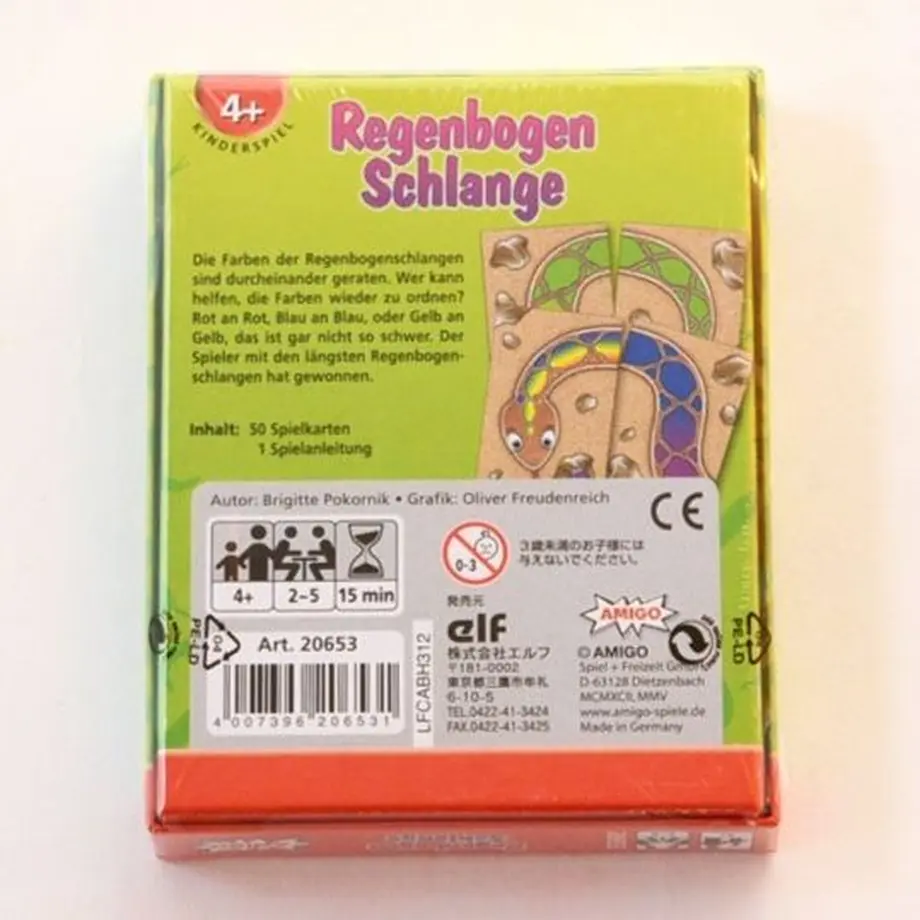 4+
KINDERSPIEL
Regenbogen
Schlange
Die Farben der Regenbogenschlangen
sind durcheinander geraten. Wer kann
helfen, die Farben wieder zu ordnen?
Rot an Rot, Blau an Blau, oder Gelb an
Gelb, das ist gar nicht so schwer. Der
Spieler mit den längsten Regenbogen-
schlangen hat gewonnen.
Inhalt: 50 Spielkarten
1 Spielanleitung
Autor: Brigitte Pokornik • Grafik: Oliver Freudenreich
CE
4+ 2-5 15 min
0-3
3歳未満のお子様には
与えないでください。
発売元
elf
株式会社エルフ
〒181-0002
東京都三鷹市牟礼
6-10-5
TEL.0422-41-3424
FAX.0422-41-3425
AMIGO
© AMIGO
Spiel + Freizeit GmbH
D-63128 Dietzenbach
MCMXCII, MMV
www.amigo-spiele.de
Made in Germany
Art. 20653
4 007396 206531
LFCABH312
04
PE-LD
PE-LD